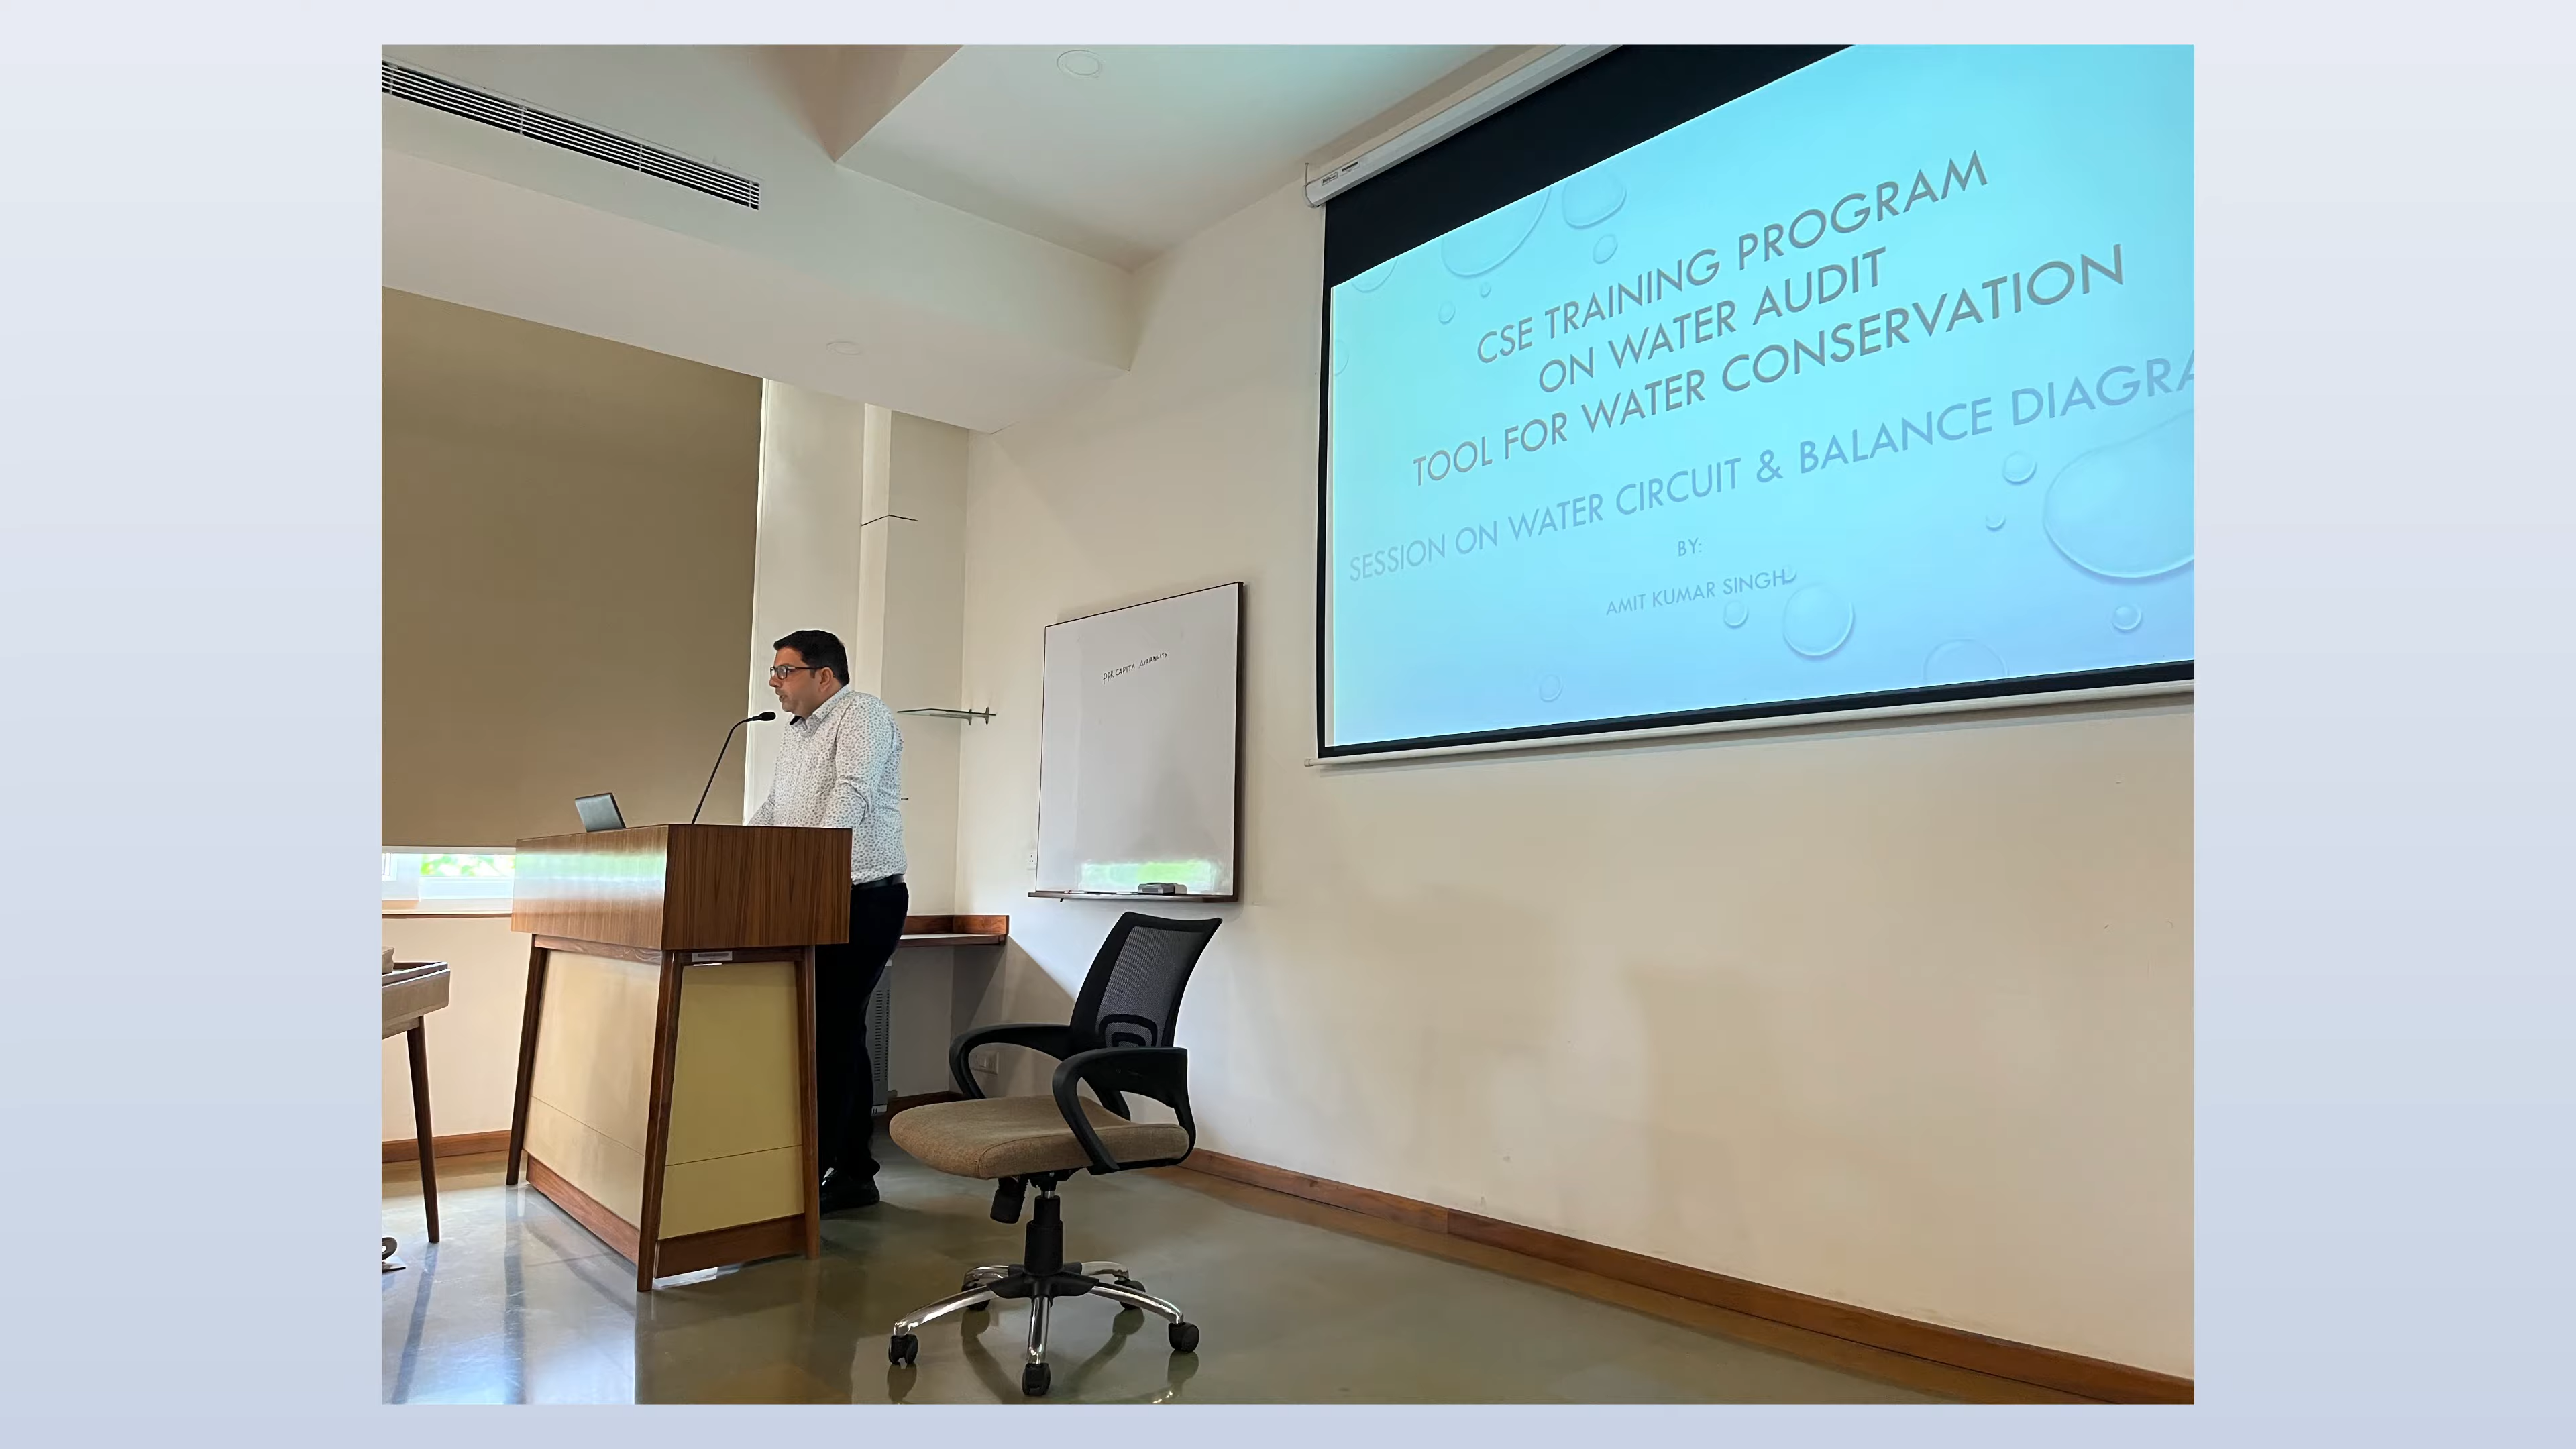 CSE TRAINING PROGRAM
ON WATER AUDIT
TOOL FOR WATER CONSERVATION
SESSION ON WATER CIRCUIT & BALANCE DIAGRA
BY:
AMIT KUMAR SINGH
PER CAPITA